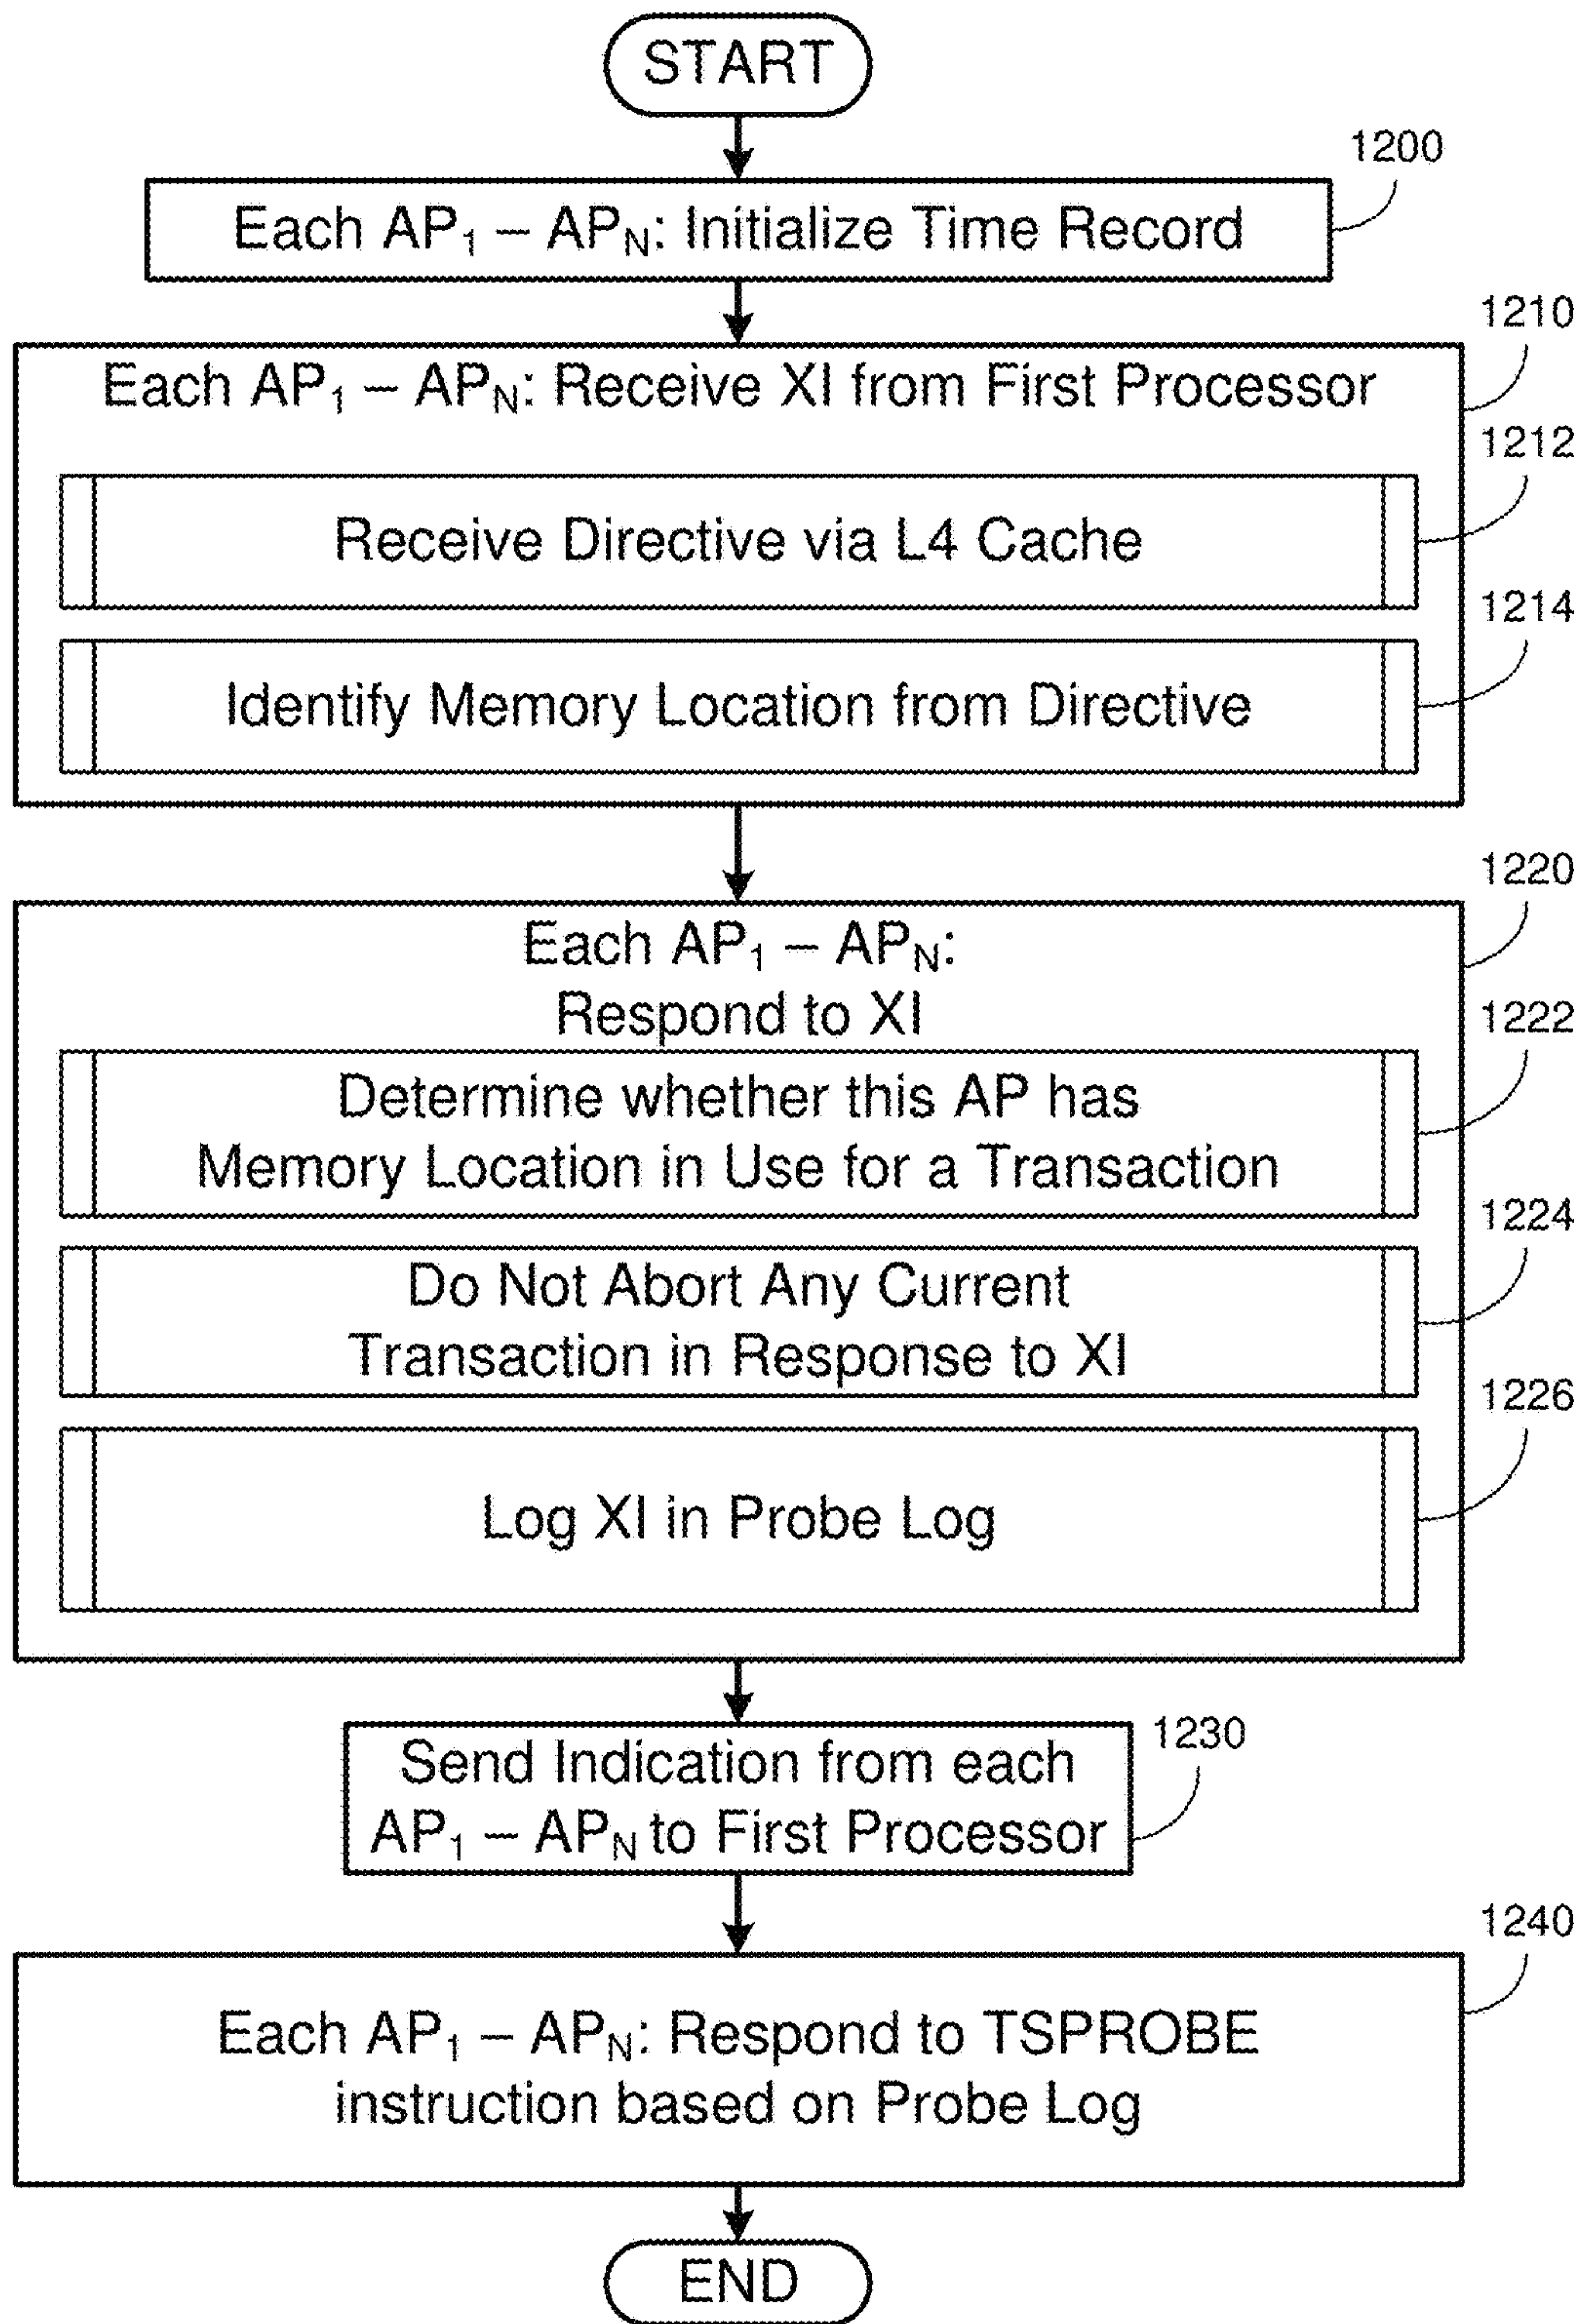 START
1200
Each AP₁ – APN: Initialize Time Record
1210
Each AP₁ – APN: Receive XI from First Processor
1212
Receive Directive via L4 Cache
1214
Identify Memory Location from Directive
1220
Each AP₁ – APN:
Respond to XI
1222
Determine whether this AP has
Memory Location in Use for a Transaction
1224
Do Not Abort Any Current
Transaction in Response to XI
1226
Log XI in Probe Log
1230
Send Indication from each
AP₁ – APN to First Processor
1240
Each AP₁ – APN: Respond to TSPROBE
instruction based on Probe Log
END